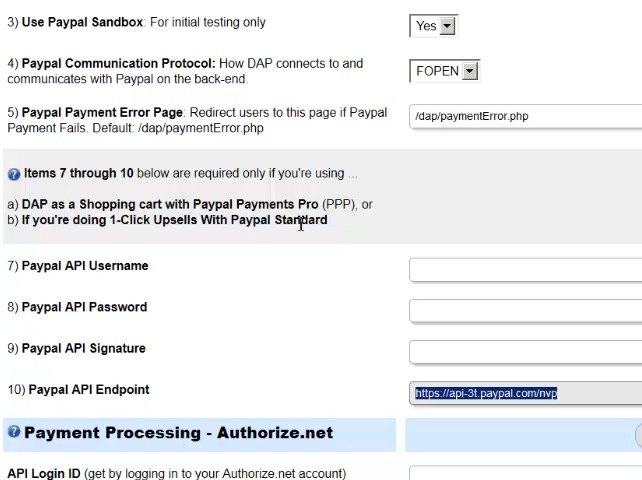 3) Use Paypal Sandbox: For initial testing only
Yes
4) Paypal Communication Protocol: How DAP connects to and
communicates with Paypal on the back-end.
FOPEN
5) Paypal Payment Error Page: Redirect users to this page if Paypal
Payment Fails. Default: /dap/paymentError.php
/dap/paymentError.php
Items 7 through 10 below are required only if you're using ...
a) DAP as a Shopping cart with Paypal Payments Pro (PPP), or
b) If you're doing 1-Click Upsells With Paypal Standard
7) Paypal API Username
8) Paypal API Password
9) Paypal API Signature
10) Paypal API Endpoint
https://api-3t.paypal.com/nvp
Payment Processing - Authorize.net
API Login ID (get by logging in to your Authorize.net account)